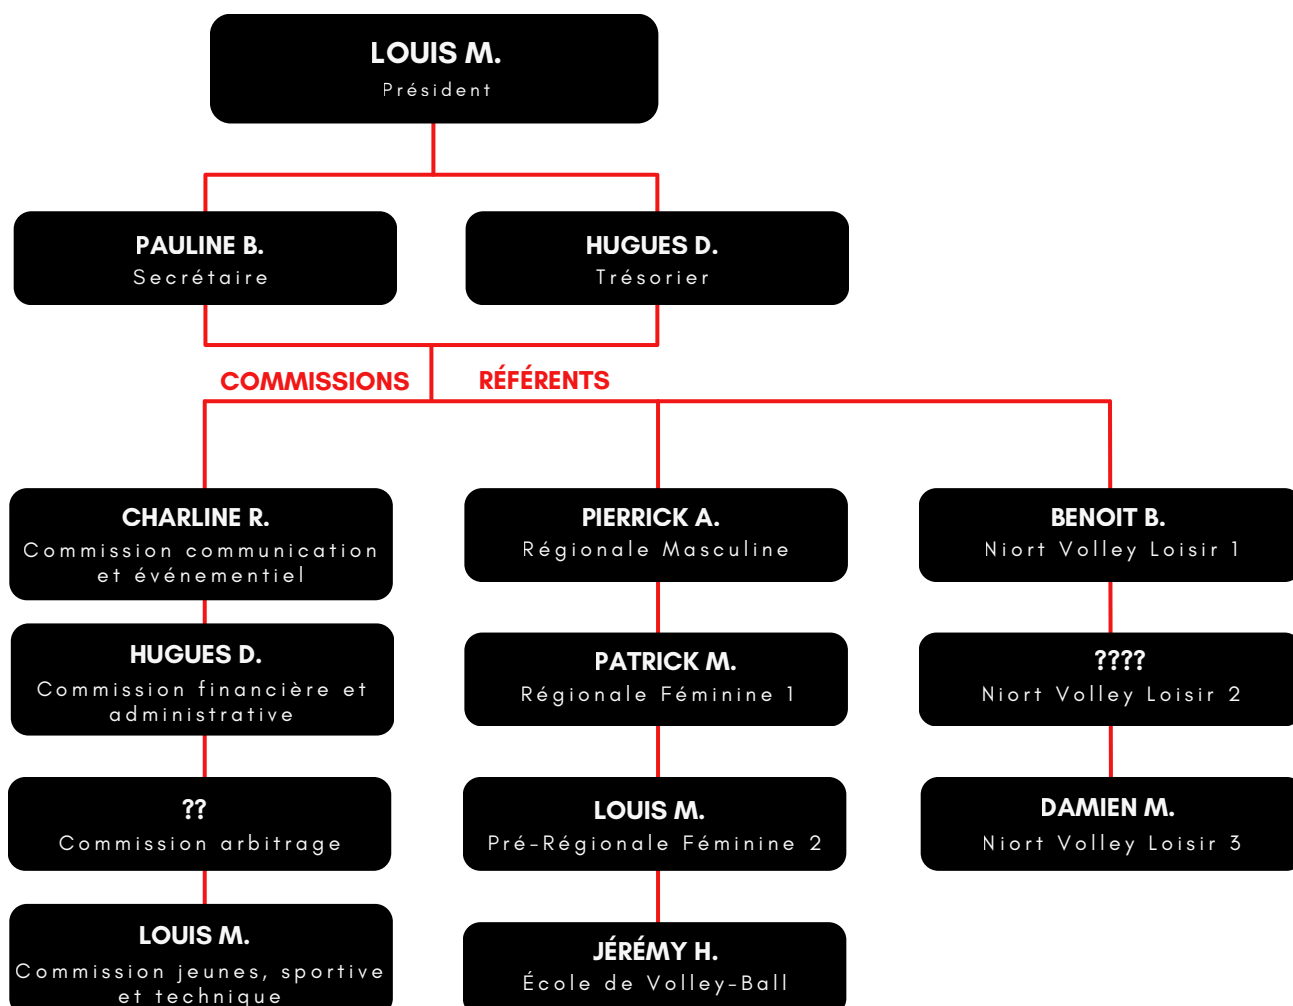 LOUIS M.
Président
PAULINE B.
Secrétaire
HUGUES D.
Trésorier
COMMISSIONS
RÉFÉRENTS
CHARLINE R.
Commission communication
et événementiel
HUGUES D.
Commission financière et
administrative
??
Commission arbitrage
LOUIS M.
Commission jeunes, sportive
et technique
PIERRICK A.
Régionale Masculine
PATRICK M.
Régionale Féminine 1
LOUIS M.
Pré-Régionale Féminine 2
JÉRÉMY H.
École de Volley-Ball
BENOIT B.
Niort Volley Loisir 1
????
Niort Volley Loisir 2
DAMIEN M.
Niort Volley Loisir 3